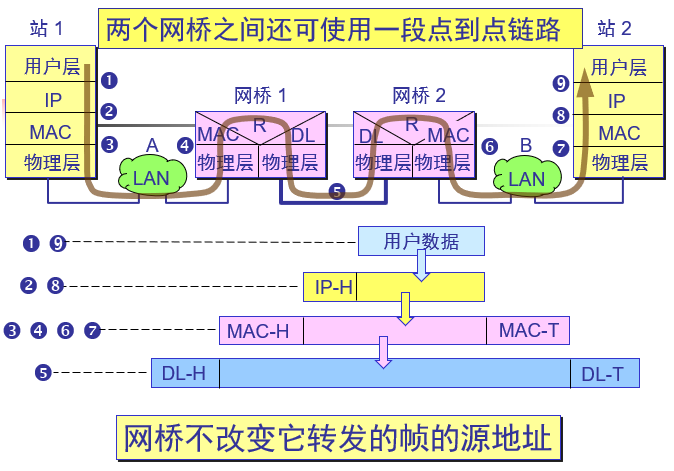 两个网桥之间还可使用一段点到点链路
站 1
站 2
用户层
IP
MAC
物理层
❶
❷
❸
A
LAN
❹
网桥 1
MAC
R
DL
物理层
物理层
❺
网桥 2
DL
R
MAC
物理层
物理层
❻
B
LAN
❾
❽
❼
用户层
IP
MAC
物理层
❶ ❾ 用户数据
❷ ❽ IP-H
❸ ❹ ❻ ❼ MAC-H MAC-T
❺ DL-H DL-T
网桥不改变它转发的帧的源地址